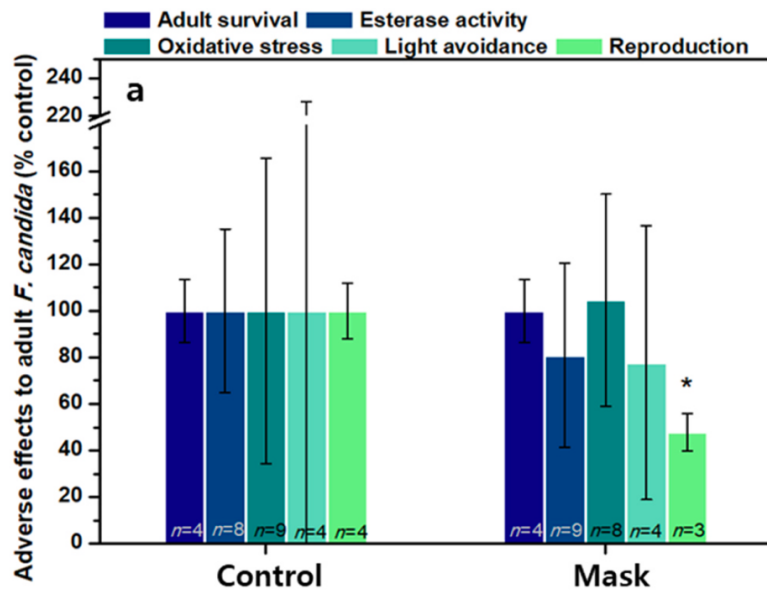 Adult survival Esterase activity
Oxidative stress Light avoidance Reproduction
Adverse effects to adult F. candida (% control)
a
240
220
160
140
120
100
80
60
40
20
0
*
n=4 n=8 n=9 n=4 n=4
n=4 n=9 n=8 n=4 n=3
Control Mask